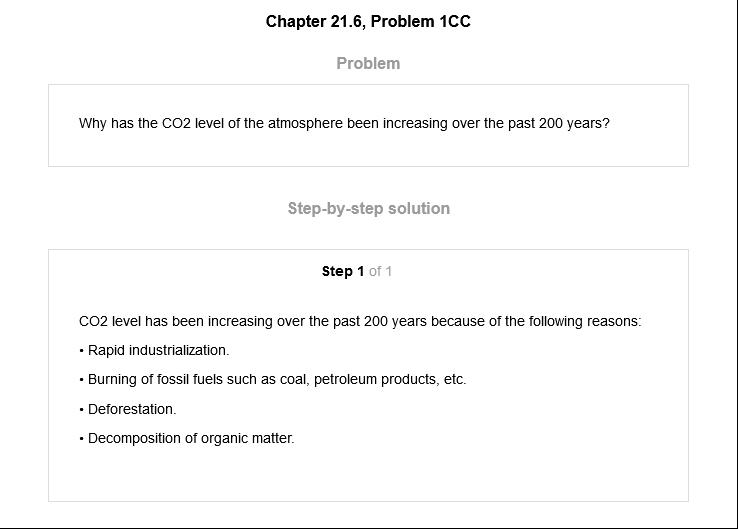 Chapter 21.6, Problem 1CC
Problem
Why has the CO2 level of the atmosphere been increasing over the past 200 years?
Step-by-step solution
Step 1 of 1
CO2 level has been increasing over the past 200 years because of the following reasons:
• Rapid industrialization.
• Burning of fossil fuels such as coal, petroleum products, etc.
• Deforestation.
• Decomposition of organic matter.